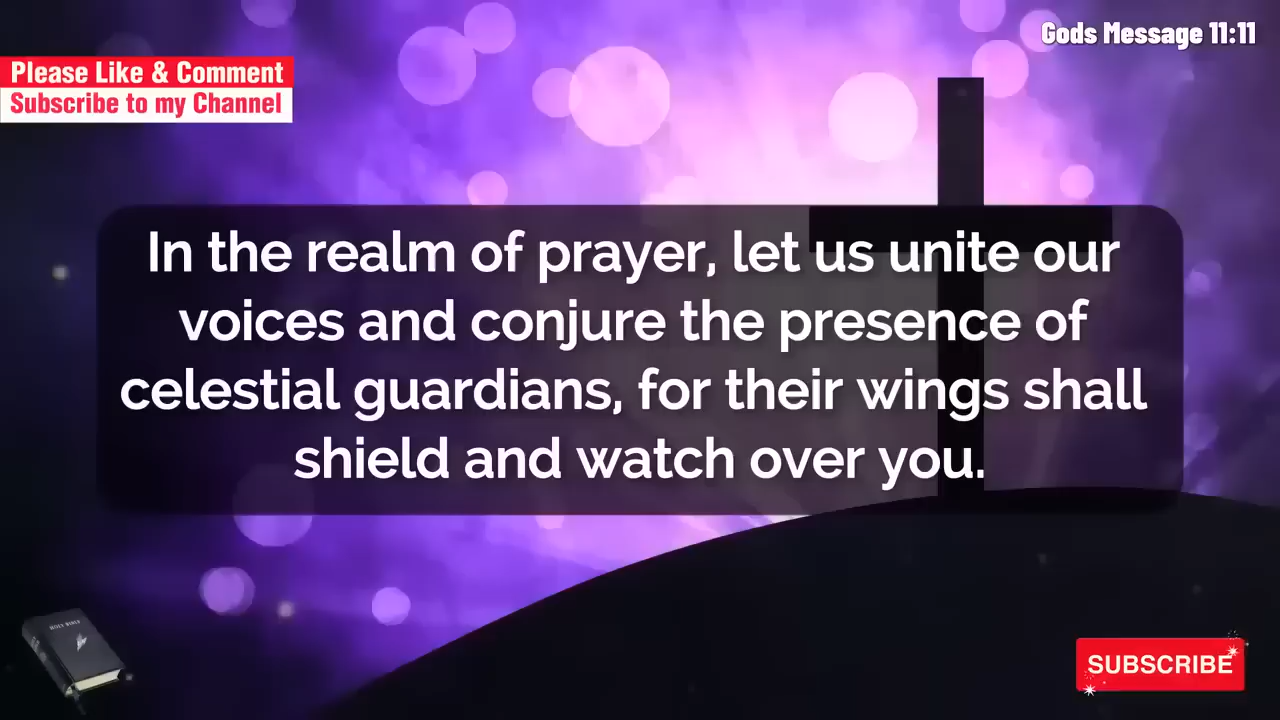 Gods Message 11:11
Please Like & Comment
Subscribe to my Channel
In the realm of prayer, let us unite our
voices and conjure the presence of
celestial guardians, for their wings shall
shield and watch over you.
HOLY BIBLE
SUBSCRIBE